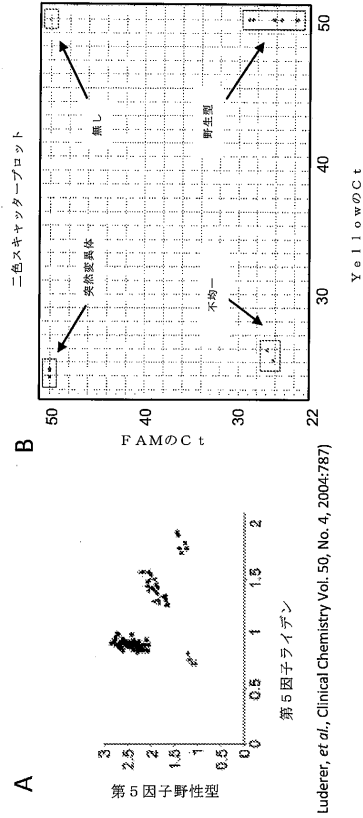 A
第5因子野性型
3
2.5
2
1.5
1
0.5
0
0
0.5
1
1.5
2
第5因子ライデン
B
二色スキャッタープロット
FAMのCt
50
40
30
22
突然変異体
無し
不均一
野生型
30
40
50
YellowのCt
Luderer, et al., Clinical Chemistry Vol. 50, No. 4, 2004:787)